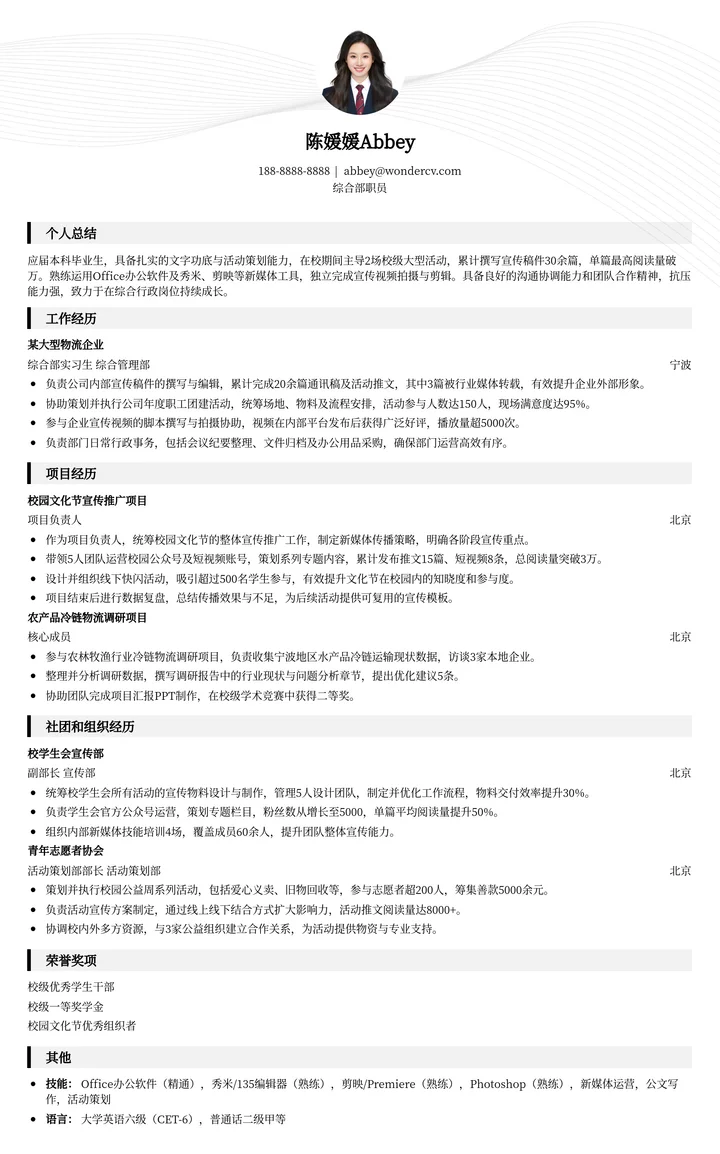 陈媛媛Abbey
188-8888-8888 | abbey@wondercv.com
综合部职员
个人总结
应届本科毕业生，具备扎实的文字功底与活动策划能力，在校期间主导2场校级大型活动，累计撰写宣传稿件30余篇，单篇最高阅读量破
万。熟练运用Office办公软件及秀米、剪映等新媒体工具，独立完成宣传视频拍摄与剪辑。具备良好的沟通协调能力和团队合作精神，抗压
能力强，致力于在综合行政岗位持续成长。
工作经历
某大型物流企业
综合部实习生 综合管理部 宁波
• 负责公司内部宣传稿件的撰写与编辑，累计完成20余篇通讯稿及活动推文，其中3篇被行业媒体转载，有效提升企业外部形象。
• 协助策划并执行公司年度职工团建活动，统筹场地、物料及流程安排，活动参与人数达150人，现场满意度达95%。
• 参与企业宣传视频的脚本撰写与拍摄协助，视频在内部平台发布后获得广泛好评，播放量超5000次。
• 负责部门日常行政事务，包括会议纪要整理、文件归档及办公用品采购，确保部门运营高效有序。
项目经历
校园文化节宣传推广项目
项目负责人 北京
• 作为项目负责人，统筹校园文化节的整体宣传推广工作，制定新媒体传播策略，明确各阶段宣传重点。
• 带领5人团队运营校园公众号及短视频账号，策划系列专题内容，累计发布推文15篇、短视频8条，总阅读量突破3万。
• 设计并组织线下快闪活动，吸引超过500名学生参与，有效提升文化节在校园内的知晓度和参与度。
• 项目结束后进行数据复盘，总结传播效果与不足，为后续活动提供可复用的宣传模板。
农产品冷链物流调研项目
核心成员 北京
• 参与农林牧渔行业冷链物流调研项目，负责收集宁波地区水产品冷链运输现状数据，访谈3家本地企业。
• 整理并分析调研数据，撰写调研报告中的行业现状与问题分析章节，提出优化建议5条。
• 协助团队完成项目汇报PPT制作，在校级学术竞赛中获得二等奖。
社团和组织经历
校学生会宣传部
副部长 宣传部 北京
• 统筹校学生会所有活动的宣传物料设计与制作，管理5人设计团队，制定并优化工作流程，物料交付效率提升30%。
• 负责学生会官方公众号运营，策划专题栏目，粉丝数从增长至5000，单篇平均阅读量提升50%。
• 组织内部新媒体技能培训4场，覆盖成员60余人，提升团队整体宣传能力。
青年志愿者协会
活动策划部部长 活动策划部 北京
• 策划并执行校园公益周系列活动，包括爱心义卖、旧物回收等，参与志愿者超200人，筹集善款5000余元。
• 负责活动宣传方案制定，通过线上线下结合方式扩大影响力，活动推文阅读量达8000+。
• 协调校内外多方资源，与3家公益组织建立合作关系，为活动提供物资与专业支持。
荣誉奖项
校级优秀学生干部
校级一等奖学金
校园文化节优秀组织者
其他
• 技能： Office办公软件（精通），秀米/135编辑器（熟练），剪映/Premiere（熟练），Photoshop（熟练），新媒体运营，公文写
作，活动策划
• 语言： 大学英语六级（CET-6），普通话二级甲等